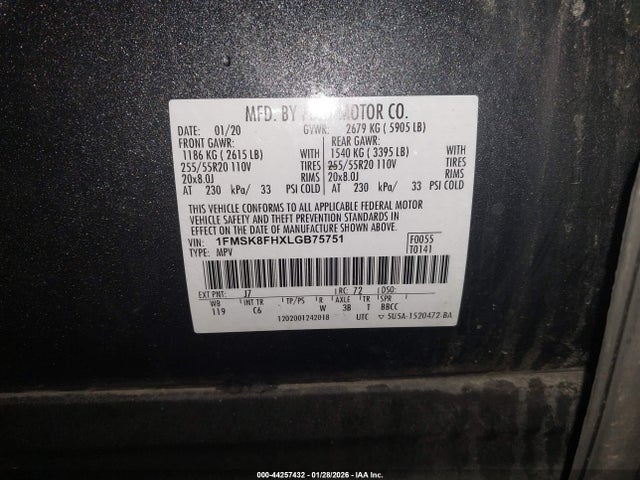 MFD. BY MOTOR CO.
DATE: 01/20 GVWR: 2679 KG ( 5905 LB)
FRONT GAWR: REAR GAWR:
1186 KG ( 2615 LB) WITH 1540 KG ( 3395 LB) WITH
255/55R20 110V TIRES 255/55R20 110V TIRES
20x8.0J RIMS 20x8.0J RIMS
AT 230 kPa/ 33 PSI COLD AT 230 kPa/ 33 PSI COLD
THIS VEHICLE CONFORMS TO ALL APPLICABLE FEDERAL MOTOR
VEHICLE SAFETY AND THEFT PREVENTION STANDARDS IN
EFFECT ON THE DATE OF MANUFACTURE SHOWN ABOVE.
VIN: 1FMSK8FHXLGB75751 F0055
TYPE: MPV T0141
EXT PNT: J7 RC: 72 DSO:
WB INT TR TP/PS R AXLE TR SPR
119 C6 W 3B T BBCC
1202001242018 UTC 5U5A-1520472-BA
000-44257432 - 01/28/2026 - IAA Inc.